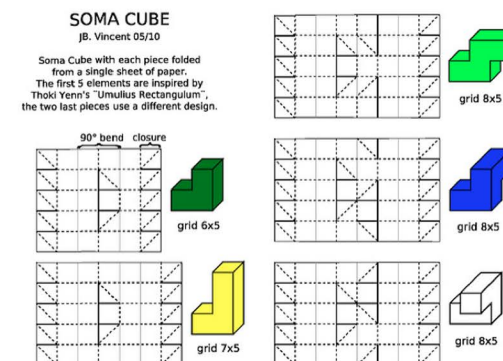 SOMA CUBE
JB. Vincent 05/10
Soma Cube with each piece folded
from a single sheet of paper.
The first 5 elements are inspired by
Thoki Yenn's ¨Umulius Rectangulum¨,
the two last pieces use a different design.
90° bend closure
grid 6x5
grid 7x5
grid 8x5
grid 8x5
grid 8x5